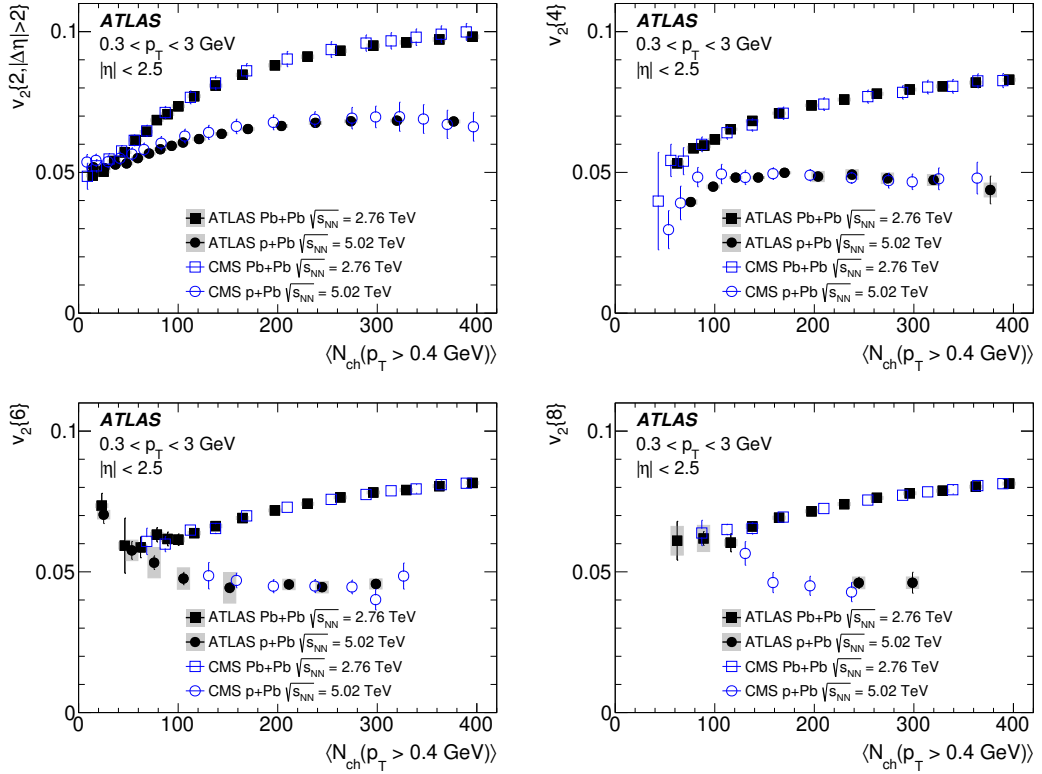 v₂{2,|Δη|>2}
ATLAS
0.3 < p_T < 3 GeV
|η| < 2.5
0.1
0.05
0
ATLAS Pb+Pb √s_NN = 2.76 TeV
ATLAS p+Pb √s_NN = 5.02 TeV
CMS Pb+Pb √s_NN = 2.76 TeV
CMS p+Pb √s_NN = 5.02 TeV
0 100 200 300 400
⟨N_ch(p_T > 0.4 GeV)⟩
v₂{4}
ATLAS
0.3 < p_T < 3 GeV
|η| < 2.5
0.1
0.05
0
ATLAS Pb+Pb √s_NN = 2.76 TeV
ATLAS p+Pb √s_NN = 5.02 TeV
CMS Pb+Pb √s_NN = 2.76 TeV
CMS p+Pb √s_NN = 5.02 TeV
0 100 200 300 400
⟨N_ch(p_T > 0.4 GeV)⟩
v₂{6}
ATLAS
0.3 < p_T < 3 GeV
|η| < 2.5
0.1
0.05
0
ATLAS Pb+Pb √s_NN = 2.76 TeV
ATLAS p+Pb √s_NN = 5.02 TeV
CMS Pb+Pb √s_NN = 2.76 TeV
CMS p+Pb √s_NN = 5.02 TeV
0 100 200 300 400
⟨N_ch(p_T > 0.4 GeV)⟩
v₂{8}
ATLAS
0.3 < p_T < 3 GeV
|η| < 2.5
0.1
0.05
0
ATLAS Pb+Pb √s_NN = 2.76 TeV
ATLAS p+Pb √s_NN = 5.02 TeV
CMS Pb+Pb √s_NN = 2.76 TeV
CMS p+Pb √s_NN = 5.02 TeV
0 100 200 300 400
⟨N_ch(p_T > 0.4 GeV)⟩